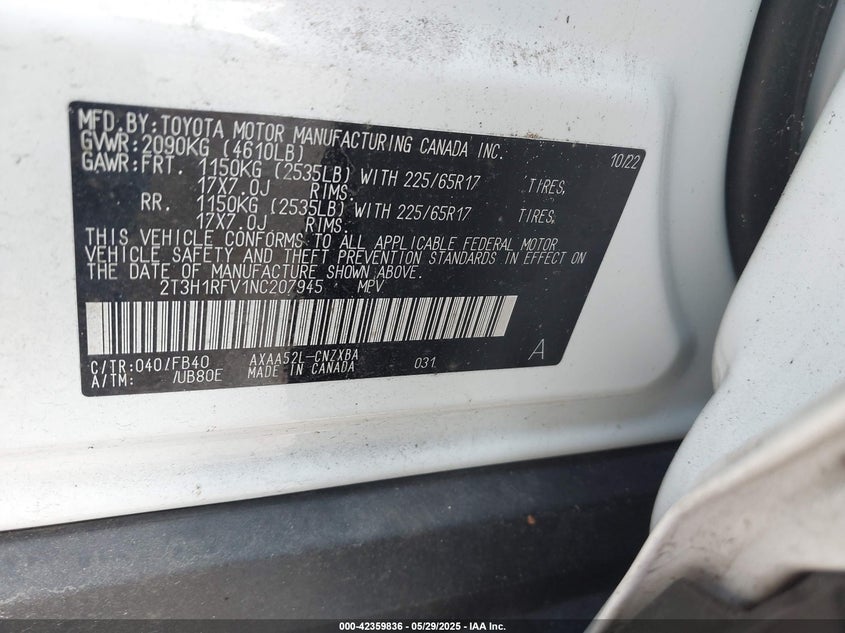 MFD. BY: TOYOTA MOTOR MANUFACTURING CANADA INC.
GVWR: 2090KG (4610LB) 10/22
GAWR: FRT. 1150KG (2535LB) WITH 225/65R17 TIRES,
17X7.0J RIMS.
RR. 1150KG (2535LB) WITH 225/65R17 TIRES,
17X7.0J RIMS.
THIS VEHICLE CONFORMS TO ALL APPLICABLE FEDERAL MOTOR
VEHICLE SAFETY AND THEFT PREVENTION STANDARDS IN EFFECT ON
THE DATE OF MANUFACTURE SHOWN ABOVE.
2T3H1RFV1NC207945 MPV
C/TR: 040/FB40 AXAA52L-CNZXBA 031 A
A/TM: /UB80E MADE IN CANADA
000-42359836 - 05/29/2025 - IAA Inc.